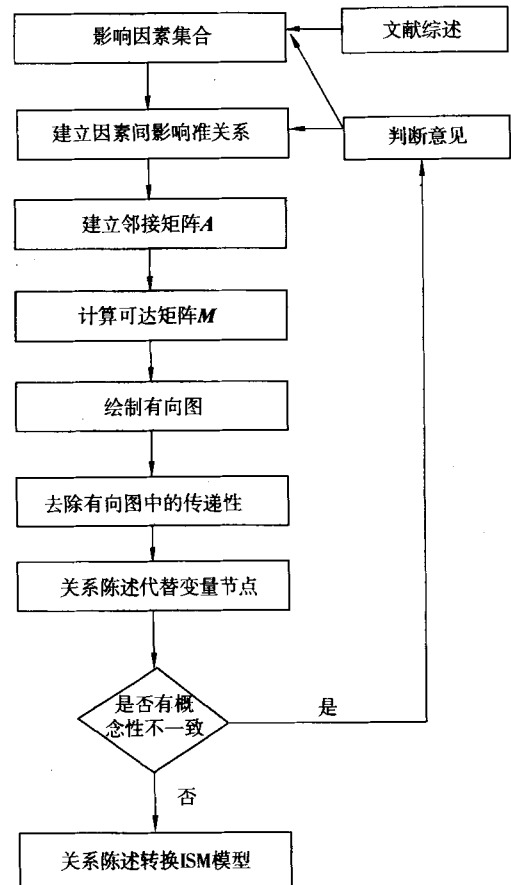 影响因素集合
文献综述
建立因素间影响准关系
判断意见
建立邻接矩阵A
计算可达矩阵M
绘制有向图
去除有向图中的传递性
关系陈述代替变量节点
是否有概
念性不一致
是
否
关系陈述转换ISM模型